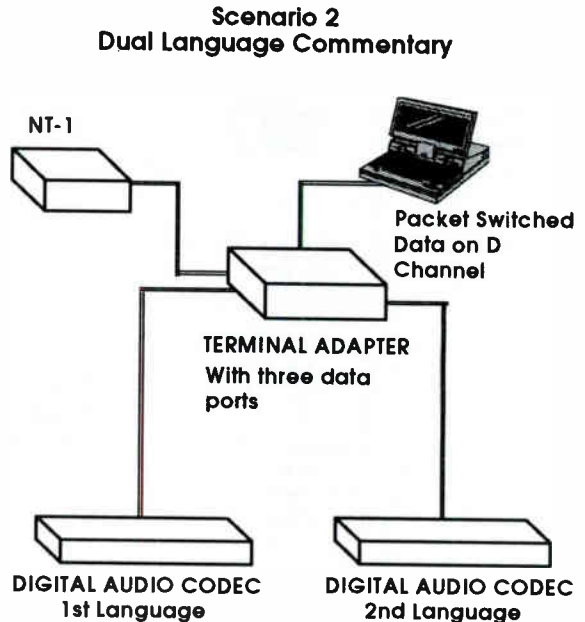 Scenario 2
Dual Language Commentary
NT-1
Packet Switched
Data on D
Channel
TERMINAL ADAPTER
With three data
ports
DIGITAL AUDIO CODEC
1st Language
DIGITAL AUDIO CODEC
2nd Language